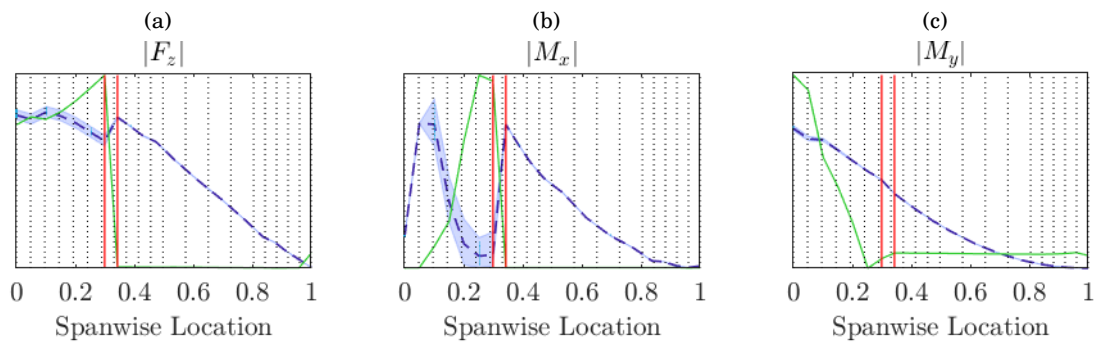 (a) (b) (c)
|F_z| |M_x| |M_y|
0 0.2 0.4 0.6 0.8 1 0 0.2 0.4 0.6 0.8 1 0 0.2 0.4 0.6 0.8 1
Spanwise Location Spanwise Location Spanwise Location